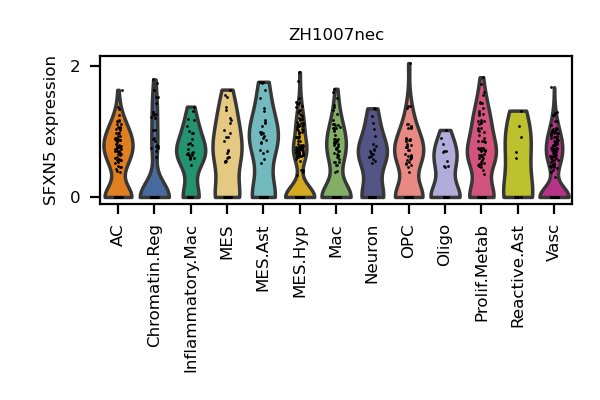 ZH1007nec
SFXN5 expression
2
0
AC
Chromatin.Reg
Inflammatory.Mac
MES
MES.Ast
MES.Hyp
Mac
Neuron
OPC
Oligo
Prolif.Metab
Reactive.Ast
Vasc